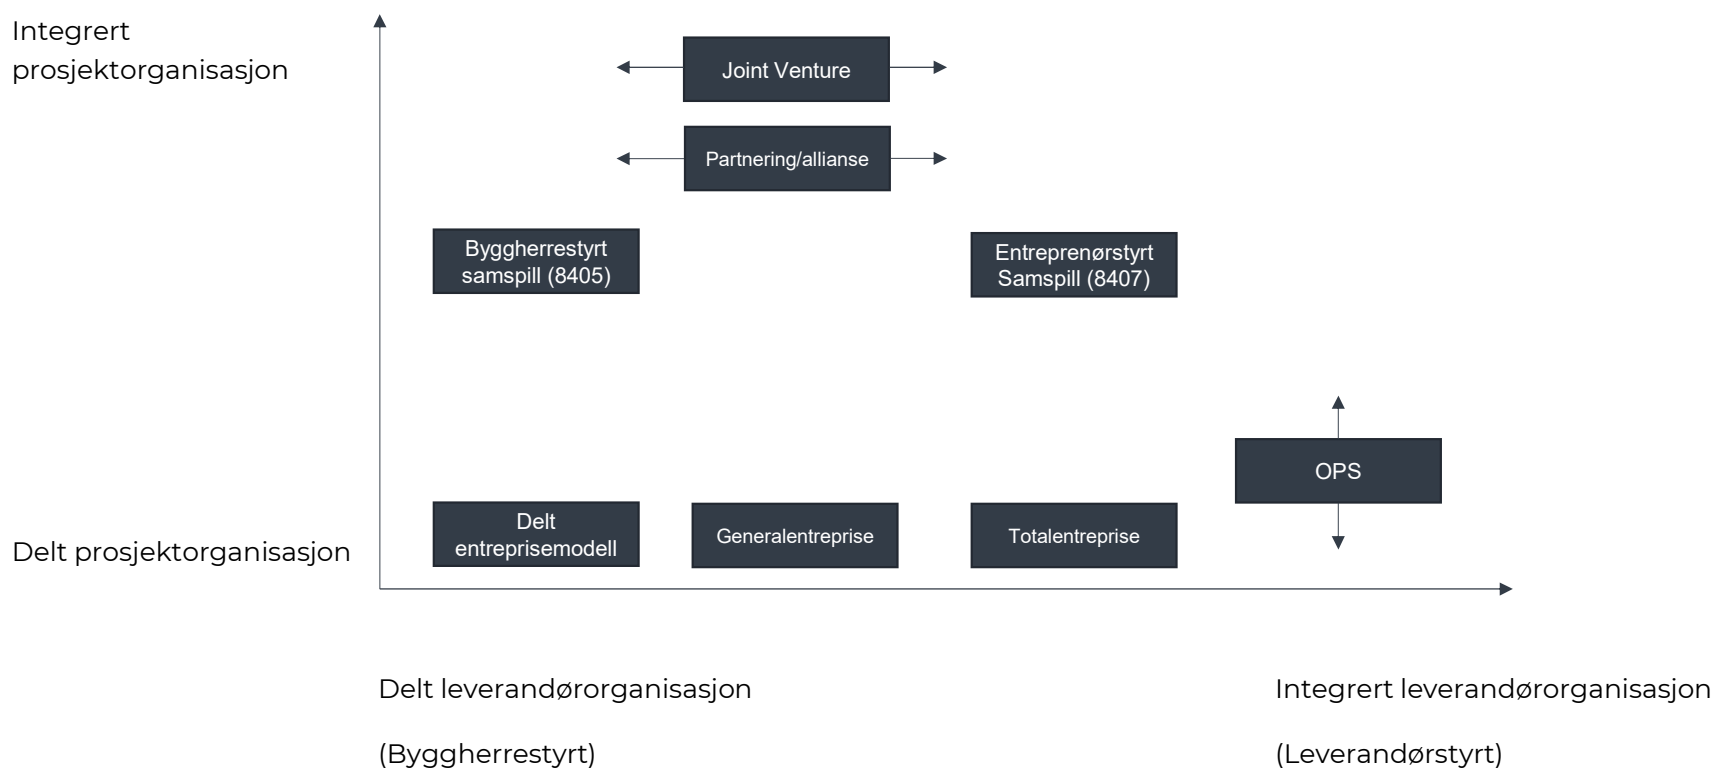 Integrert
prosjektorganisasjon
Joint Venture
Partnering/allianse
Byggherrestyrt
samspill (8405)
Entreprenørstyrt
Samspill (8407)
OPS
Delt
entreprisemodell
Generalentreprise
Totalentreprise
Delt prosjektorganisasjon
Delt leverandørorganisasjon
(Byggherrestyrt)
Integrert leverandørorganisasjon
(Leverandørstyrt)